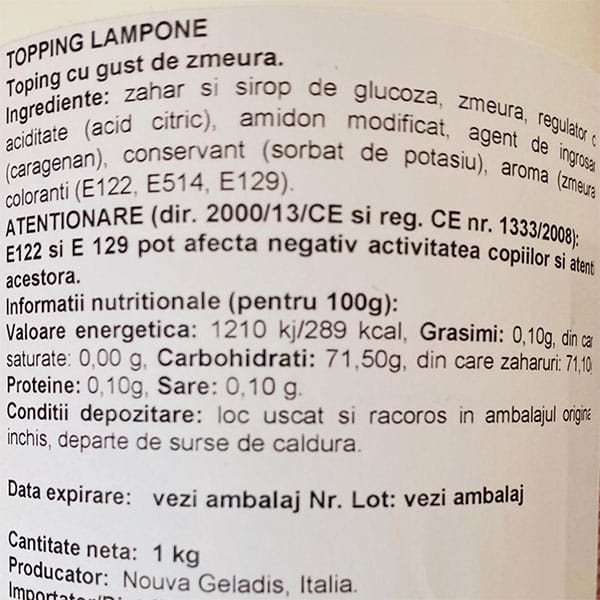 TOPPING LAMPONE
Toping cu gust de zmeura.
Ingrediente: zahar si sirop de glucoza, zmeura, regulator
aciditate (acid citric), amidon modificat, agent de ingrosar
(caragenan), conservant (sorbat de potasiu), aroma (zmeura
coloranti (E122, E514, E129).
ATENTIONARE (dir. 2000/13/CE si reg. CE nr. 1333/2008):
E122 si E 129 pot afecta negativ activitatea copiilor si atenti
acestora.
Informatii nutritionale (pentru 100g):
Valoare energetica: 1210 kj/289 kcal, Grasimi: 0,10g, din car
saturate: 0,00 g, Carbohidrati: 71,50g, din care zaharuri: 71,10
Proteine: 0,10g, Sare: 0,10 g.
Conditii depozitare: loc uscat si racoros in ambalajul origina
inchis, departe de surse de caldura.
Data expirare: vezi ambalaj Nr. Lot: vezi ambalaj
Cantitate neta: 1 kg
Producator: Nouva Geladis, Italia.